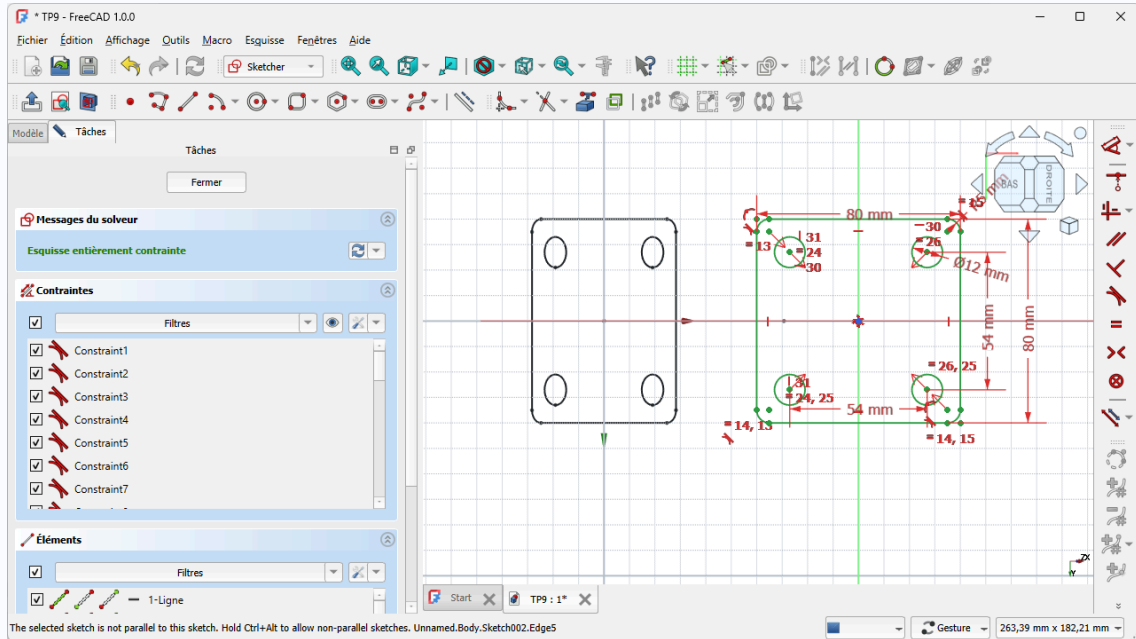 * TP9 - FreeCAD 1.0.0
Fichier Édition Affichage Outils Macro Esquisse Fenêtres Aide
Sketcher
Modèle Tâches
Tâches
Fermer
Messages du solveur
Esquisse entièrement contrainte
Contraintes
Filtres
Constraint1
Constraint2
Constraint3
Constraint4
Constraint5
Constraint6
Constraint7
Éléments
Filtres
1-Ligne
80 mm
31
= 13
= 24
30
30
= 26
Ø12 mm
54 mm
80 mm
= 26, 25
31
= 24, 25
54 mm
= 14, 15
= 14, 15
BAS
DROITE
Start
TP9 : 1*
The selected sketch is not parallel to this sketch. Hold Ctrl+Alt to allow non-parallel sketches. Unnamed.Body.Sketch002.Edge5
Gesture
263,39 mm x 182,21 mm